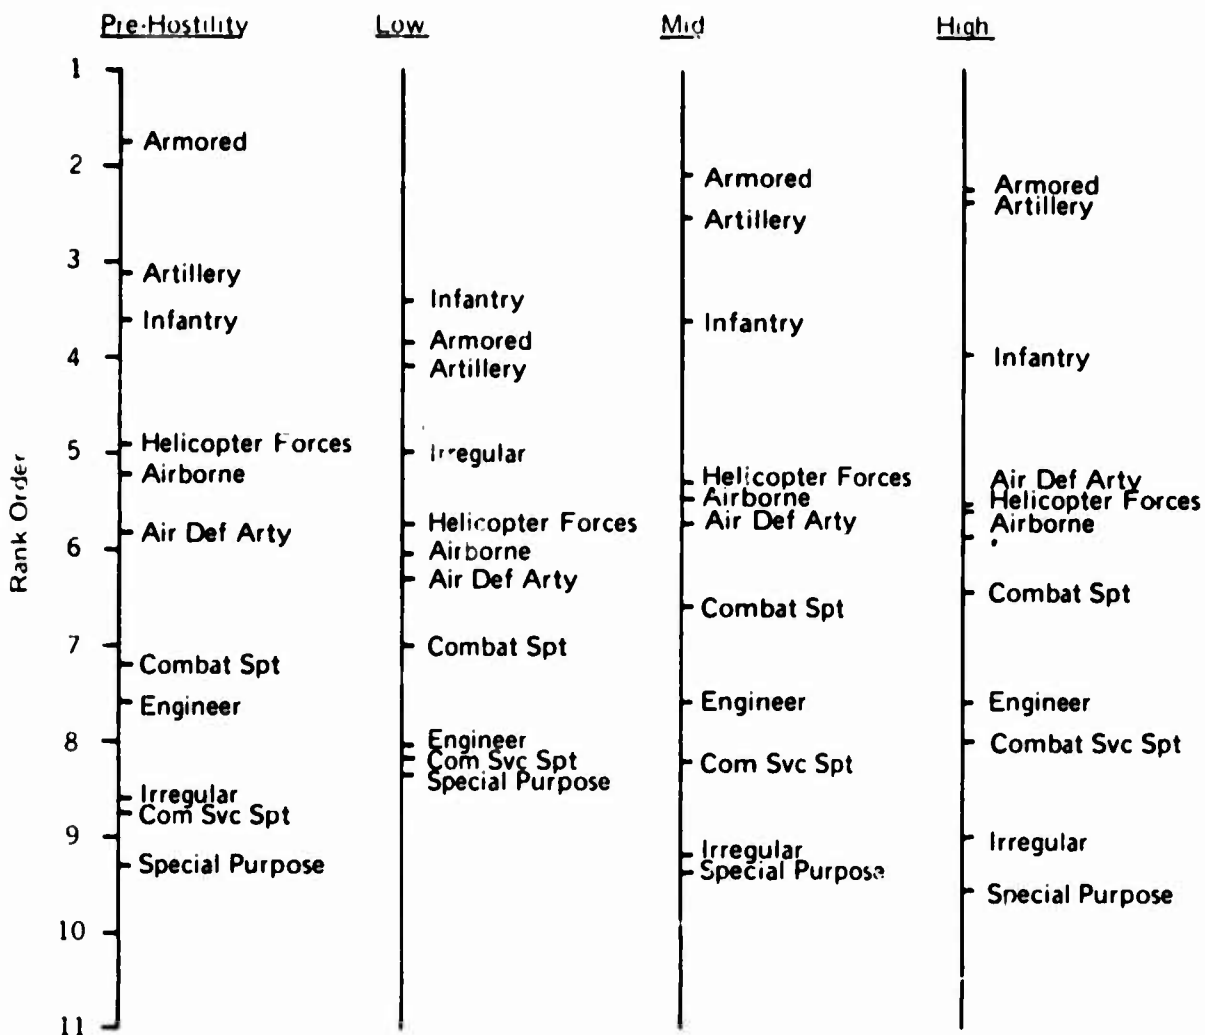 Pre-Hostility
Low
Mid
High
Rank Order
1
2
3
4
5
6
7
8
9
10
11
Armored
Artillery
Infantry
Helicopter Forces
Airborne
Air Def Arty
Combat Spt
Engineer
Irregular
Com Svc Spt
Special Purpose
Infantry
Armored
Artillery
Irregular
Helicopter Forces
Airborne
Air Def Arty
Combat Spt
Engineer
Com Svc Spt
Special Purpose
Armored
Artillery
Infantry
Helicopter Forces
Airborne
Air Def Arty
Combat Spt
Engineer
Com Svc Spt
Irregular
Special Purpose
Armored
Artillery
Infantry
Air Def Arty
Helicopter Forces
Airborne
Combat Spt
Engineer
Combat Svc Spt
Irregular
Special Purpose